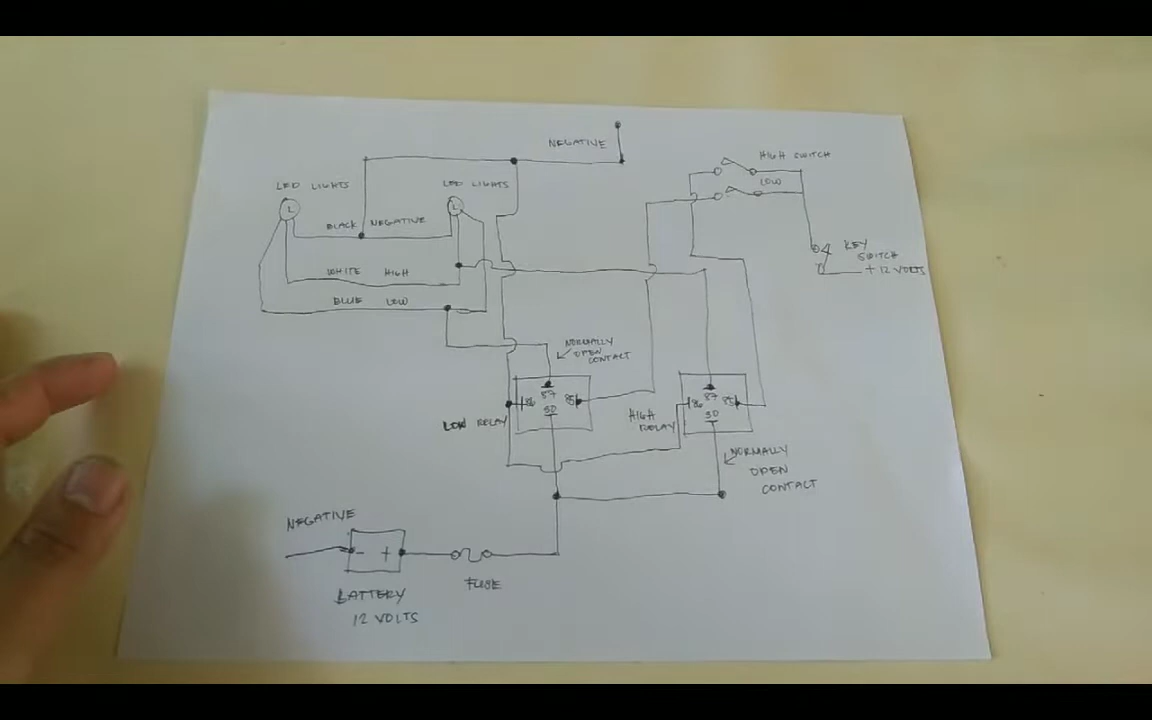 NEGATIVE
HIGH SWITCH
LED LIGHTS
LED LIGHTS
LOW
L
L
BLACK NEGATIVE
KEY
SWITCH
+ 12 VOLTS
WHITE HIGH
BLUE LOW
NORMALLY
OPEN
CONTACT
86
87
85
30
86
87
85
30
LOW RELAY
HIGH
RELAY
NORMALLY
OPEN
CONTACT
NEGATIVE
- +
FUSE
BATTERY
12 VOLTS